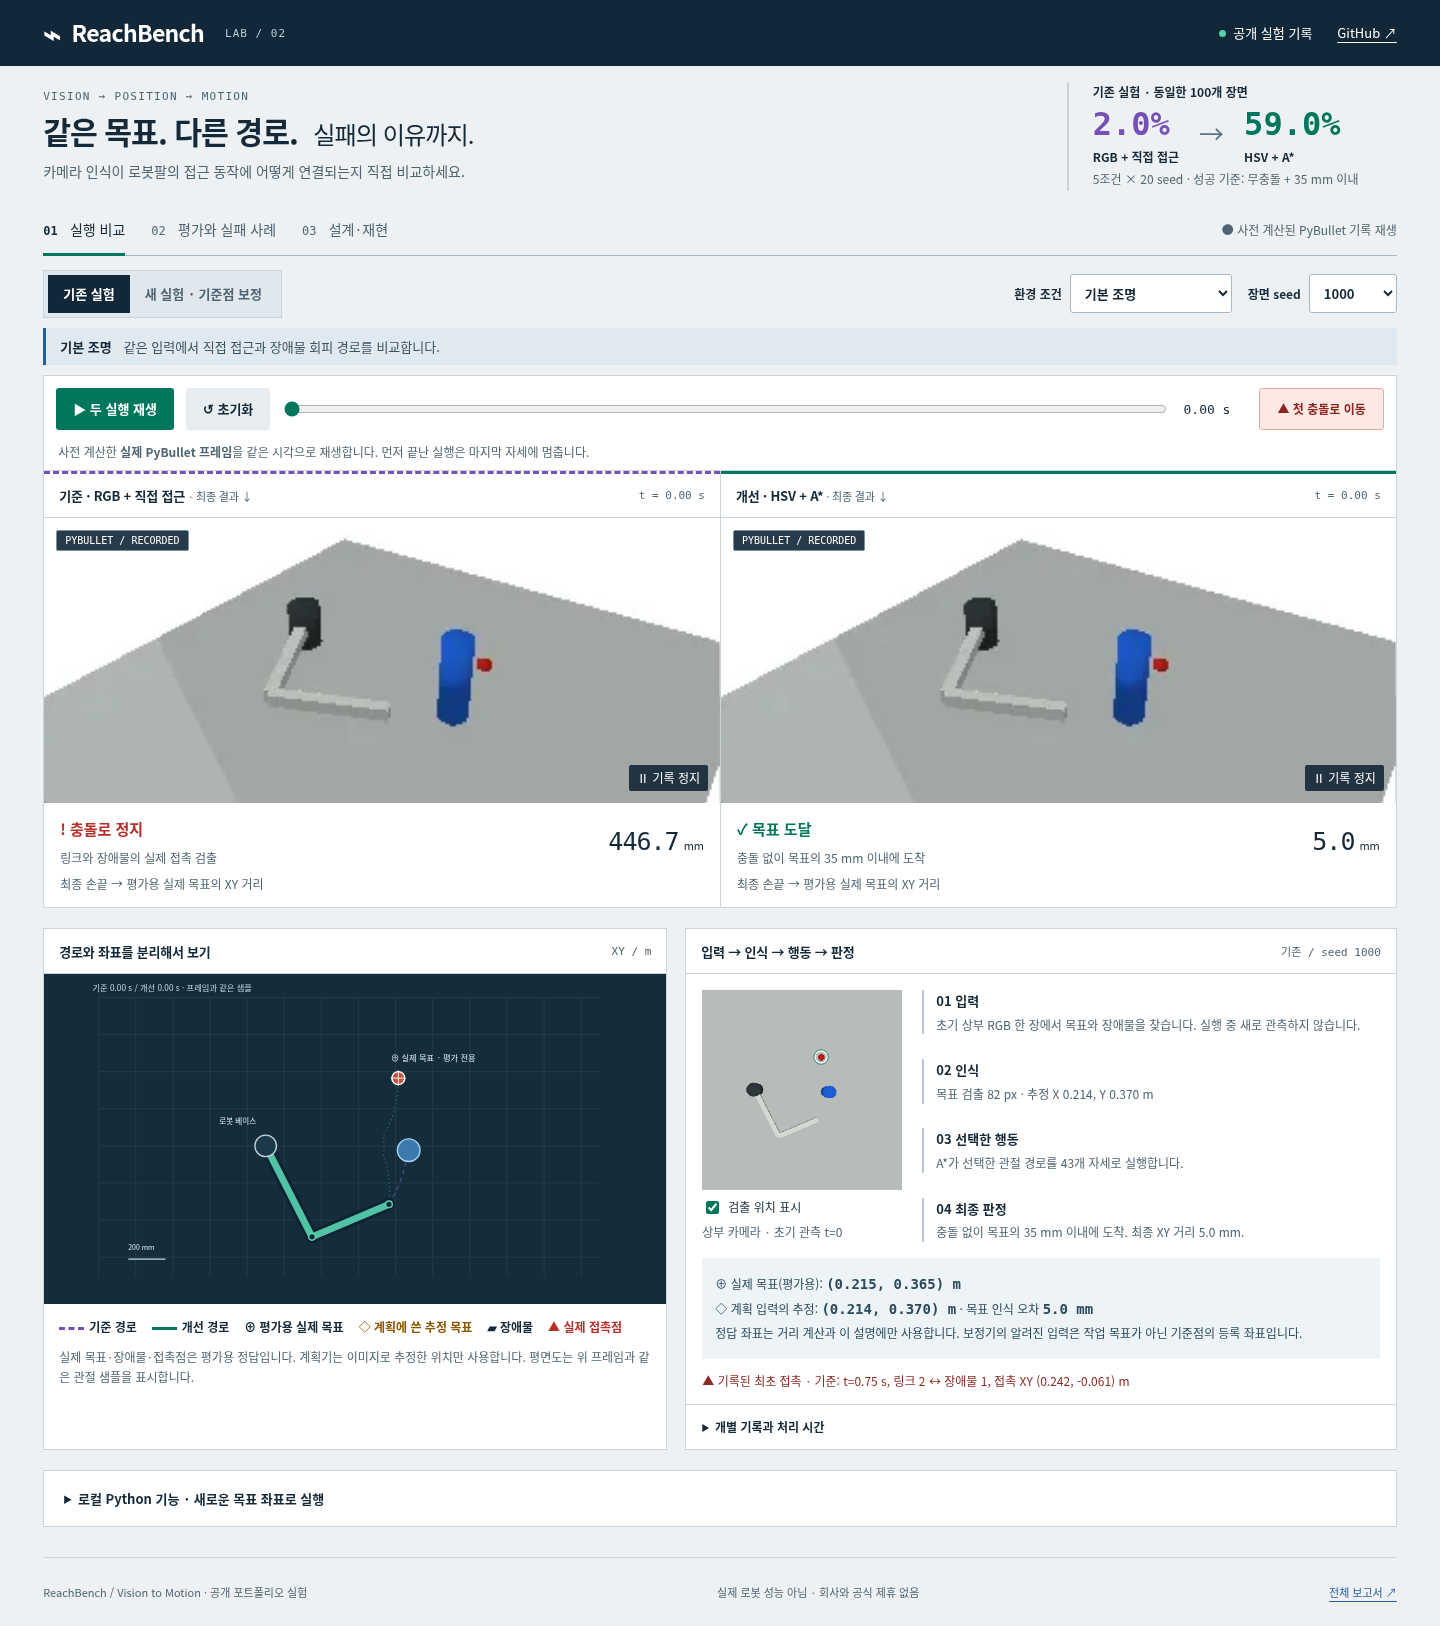 ReachBench LAB / 02
공개 실험 기록 GitHub ↗
VISION → POSITION → MOTION
같은 목표. 다른 경로. 실패의 이유까지.
카메라 인식이 로봇팔의 접근 동작에 어떻게 연결되는지 직접 비교하세요.
기존 실험 · 동일한 100개 장면
2.0% → 59.0%
RGB + 직접 접근 HSV + A*
5조건 × 20 seed · 성공 기준: 무충돌 + 35 mm 이내
01 실행 비교 02 평가와 실패 사례 03 설계·재현
● 사전 계산된 PyBullet 기록 재생
기존 실험 새 실험 · 기준점 보정
환경 조건 기본 조명 장면 seed 1000
기본 조명 같은 입력에서 직접 접근과 장애물 회피 경로를 비교합니다.
▶ 두 실행 재생 ↺ 초기화 0.00 s ▲ 첫 충돌로 이동
사전 계산한 실제 PyBullet 프레임을 같은 시각으로 재생합니다. 먼저 끝난 실행은 마지막 자세에 멈춥니다.
기준 · RGB + 직접 접근 · 최종 결과 ↓ t = 0.00 s
PYBULLET / RECORDED
⏸ 기록 정지
! 충돌로 정지
446.7 mm
링크와 장애물의 실제 접촉 검출
최종 손끝 → 평가용 실제 목표의 XY 거리
개선 · HSV + A* · 최종 결과 ↓ t = 0.00 s
PYBULLET / RECORDED
⏸ 기록 정지
✓ 목표 도달
5.0 mm
충돌 없이 목표의 35 mm 이내에 도착
최종 손끝 → 평가용 실제 목표의 XY 거리
경로와 좌표를 분리해서 보기 XY / m
기준 0.00 s / 개선 0.00 s · 프레임과 같은 샘플
⊕ 실제 목표 · 평가 전용
로봇 베이스
200 mm
기준 경로 개선 경로 ⊕ 평가용 실제 목표 ◇ 계획에 쓴 추정 목표 ▰ 장애물 ▲ 실제 접촉점
실제 목표·장애물·접촉점은 평가용 정답입니다. 계획기는 이미지로 추정한 위치만 사용합니다. 평면도는 위 프레임과 같
은 관절 샘플을 표시합니다.
입력 → 인식 → 행동 → 판정 기존 / seed 1000
01 입력
초기 상부 RGB 한 장에서 목표와 장애물을 찾습니다. 실행 중 새로 관측하지 않습니다.
02 인식
목표 검출 82 px · 추정 X 0.214, Y 0.370 m
03 선택한 행동
A*가 선택한 관절 경로를 43개 자세로 실행합니다.
04 최종 판정
충돌 없이 목표의 35 mm 이내에 도착. 최종 XY 거리 5.0 mm.
검출 위치 표시
상부 카메라 · 초기 관측 t=0
⊕ 실제 목표(평가용): (0.215, 0.365) m
◇ 계획 입력의 추정: (0.214, 0.370) m · 목표 인식 오차 5.0 mm
정답 좌표는 거리 계산과 이 설명에만 사용합니다. 보정기의 알려진 입력은 작업 목표가 아닌 기준점의 등록 좌표입니다.
▲ 기록된 최초 접촉 · 기준: t=0.75 s, 링크 2 ↔ 장애물 1, 접촉 XY (0.242, -0.061) m
▶ 개별 기록과 처리 시간
▶ 로컬 Python 기능 · 새로운 목표 좌표로 실행
ReachBench / Vision to Motion · 공개 포트폴리오 실험
실제 로봇 성능 아님 · 회사와 공식 제휴 없음
전체 보고서 ↗